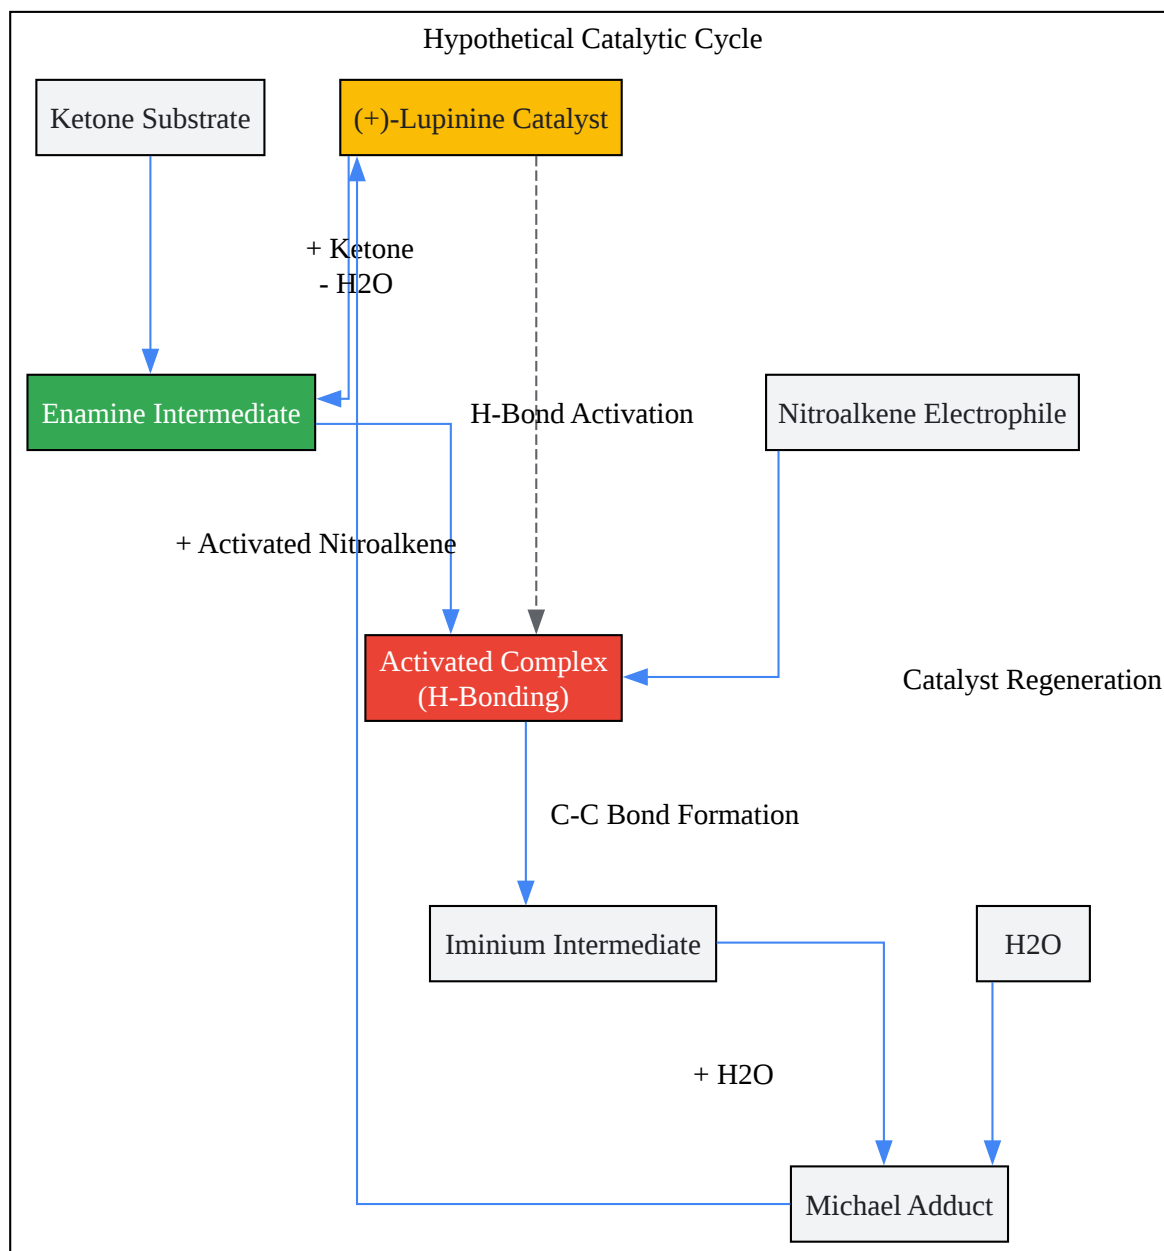 Hypothetical Catalytic Cycle
Ketone Substrate
(+)-Lupinine Catalyst
+ Ketone
- H2O
Enamine Intermediate
H-Bond Activation
Nitroalkene Electrophile
+ Activated Nitroalkene
Activated Complex
(H-Bonding)
Catalyst Regeneration
C-C Bond Formation
Iminium Intermediate
H2O
+ H2O
Michael Adduct